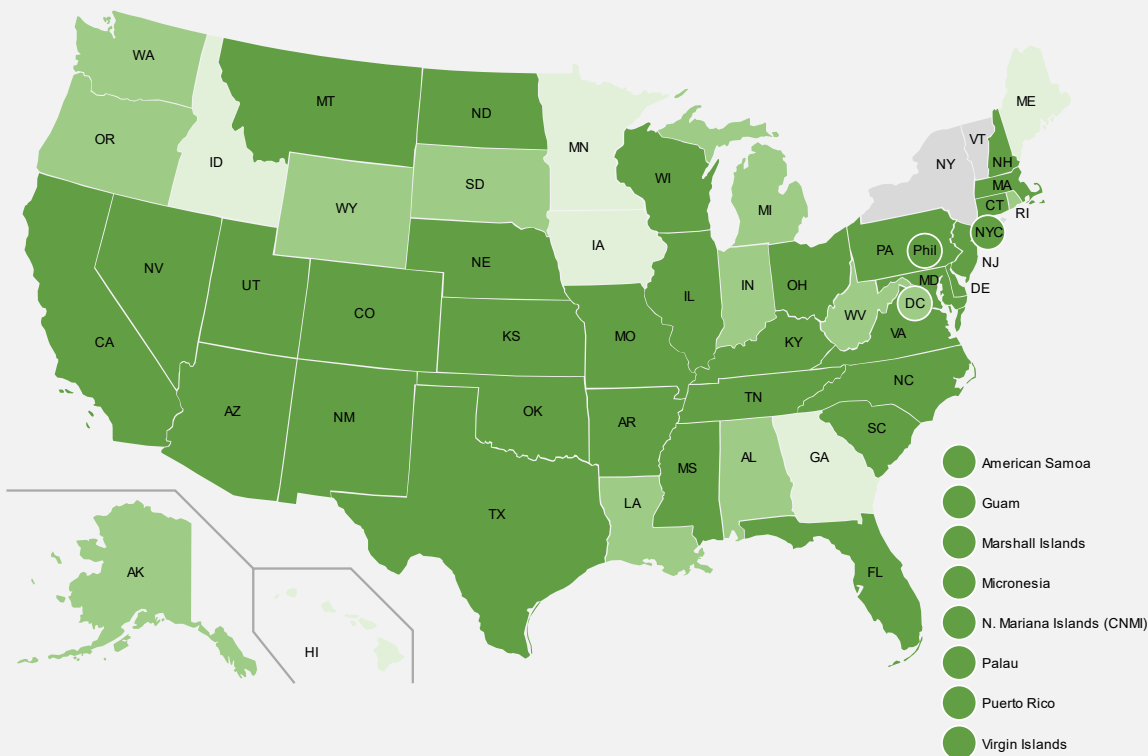 WA
ME
MT
ND
VT
OR
MN
NH
ID
NY
WI
MA
SD
CT
WY
MI
RI
NYC
IA
PA
Phil
NE
NJ
NV
OH
MD
UT
IN
DE
IL
DC
CO
WV
VA
KS
MO
CA
KY
NC
TN
AZ
NM
OK
AR
SC
MS
AL
GA
American Samoa
LA
Guam
TX
Marshall Islands
AK
FL
Micronesia
N. Mariana Islands (CNMI)
HI
Palau
Puerto Rico
Virgin Islands